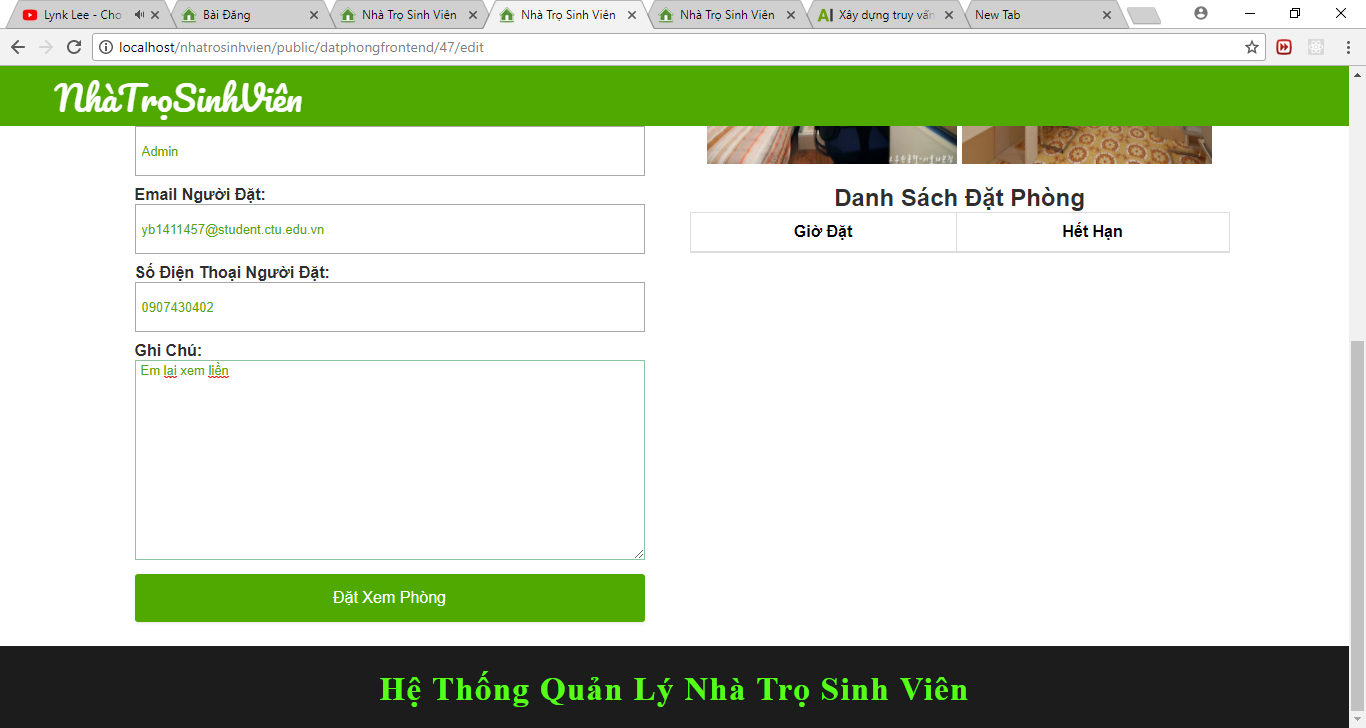 Lynk Lee - Cho
Bài Đăng
Nhà Trọ Sinh Viên
Nhà Trọ Sinh Viên
Nhà Trọ Sinh Viên
AI Xây dựng truy vấn
New Tab
localhost/nhatrosinhvien/public/datphongfrontend/47/edit
NhàTrọSinhViên
Admin
Email Người Đặt:
yb1411457@student.ctu.edu.vn
Số Điện Thoại Người Đặt:
0907430402
Ghi Chú:
Em lại xem liền
Đặt Xem Phòng
Danh Sách Đặt Phòng
Giờ Đặt Hết Hạn
Hệ Thống Quản Lý Nhà Trọ Sinh Viên